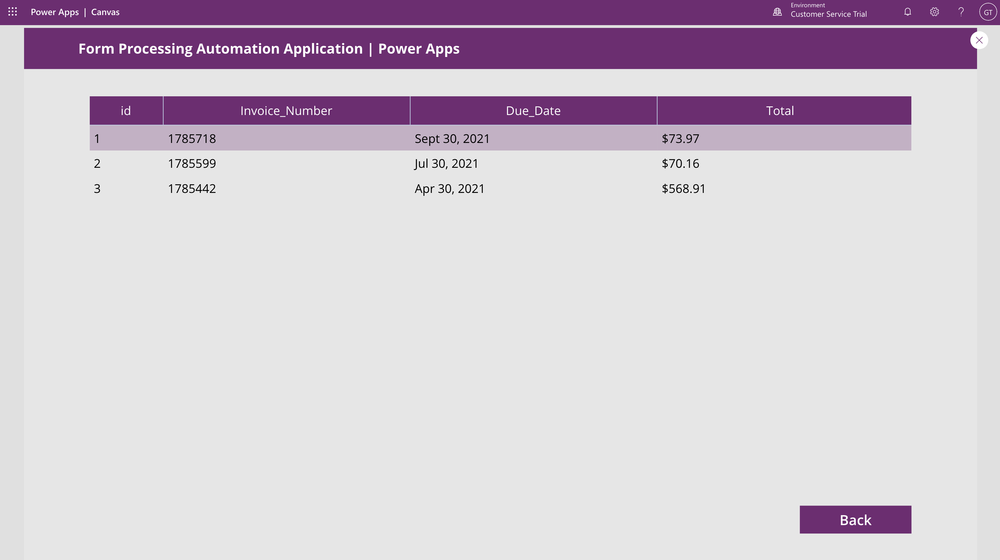 Power Apps | Canvas
Environment
Customer Service Trial
GT
Form Processing Automation Application | Power Apps
id Invoice_Number Due_Date Total
1 1785718 Sept 30, 2021 $73.97
2 1785599 Jul 30, 2021 $70.16
3 1785442 Apr 30, 2021 $568.91
Back